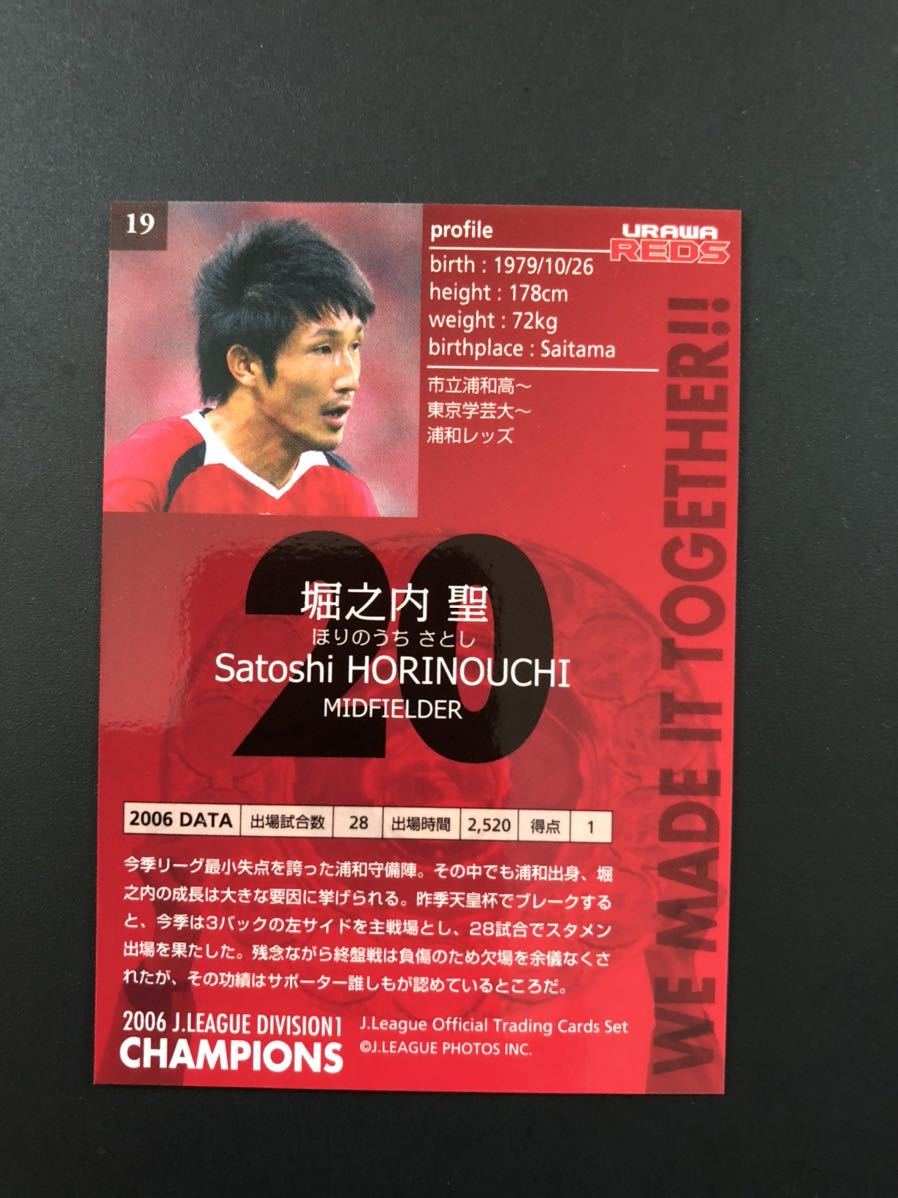 19
profile
URAWA
REDS
birth : 1979/10/26
height : 178cm
weight : 72kg
birthplace : Saitama
市立浦和高～
東京学芸大～
浦和レッズ
WE MADE IT TOGETHER!!
20
堀之内 聖
ほりのうち さとし
Satoshi HORINOUCHI
MIDFIELDER
2006 DATA 出場試合数 28 出場時間 2,520 得点 1
今季リーグ最小失点を誇った浦和守備陣。その中でも浦和出身、堀
之内の成長は大きな要因に挙げられる。昨季天皇杯でブレークする
と、今季は3バックの左サイドを主戦場とし、28試合でスタメン
出場を果たした。残念ながら終盤戦は負傷のため欠場を余儀なくさ
れたが、その功績はサポーター誰しもが認めているところだ。
2006 J.LEAGUE DIVISION1
CHAMPIONS
J.League Official Trading Cards Set
©J.LEAGUE PHOTOS INC.